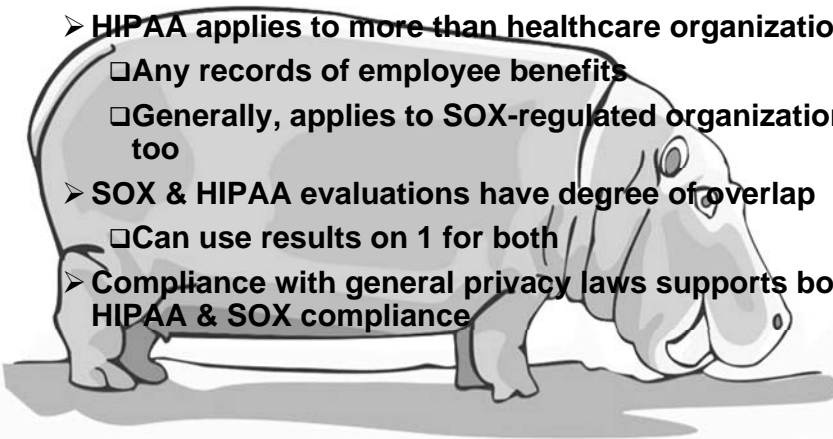 ➢ HIPAA applies to more than healthcare organizatio
❑Any records of employee benefits
❑Generally, applies to SOX-regulated organization
too
➢ SOX & HIPAA evaluations have degree of overlap
❑Can use results on 1 for both
➢ Compliance with general privacy laws supports bo
HIPAA & SOX compliance